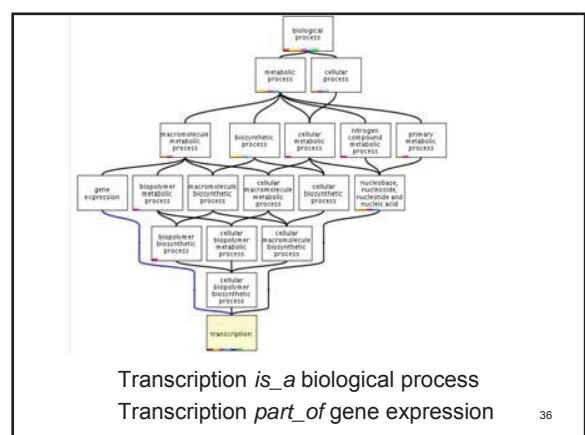 biological
process
metabolic
process
cellular
process
macromolecule
metabolic
process
biosynthetic
process
cellular
metabolic
process
nitrogen
compound
metabolic
process
primary
metabolic
process
gene
expression
biopolymer
metabolic
process
macromolecule
biosynthetic
process
cellular
macromolecule
metabolic
process
cellular
biosynthetic
process
nucleobase,
nucleoside,
nucleotide and
nucleic acid
biopolymer
biosynthetic
process
cellular
biopolymer
metabolic
process
cellular
macromolecule
biosynthetic
process
cellular
biopolymer
biosynthetic
process
transcription
Transcription is_a biological process
Transcription part_of gene expression
36